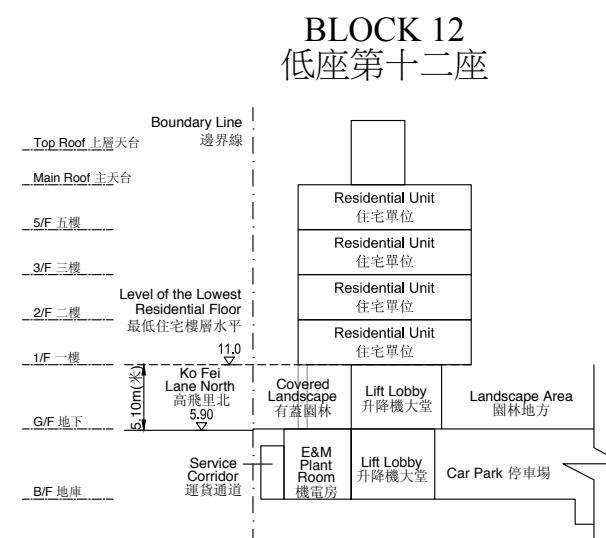 BLOCK 12
低座第十二座
Boundary Line
邊界線
Top Roof 上層天台
Main Roof 主天台
Residential Unit
住宅單位
5/F 五樓
Residential Unit
住宅單位
3/F 三樓
Residential Unit
住宅單位
Level of the Lowest
Residential Floor
最低住宅樓層水平
2/F 二樓
Residential Unit
住宅單位
11.0
1/F 一樓
5.10m(米)
Ko Fei
Lane North
高飛里北
5.90
Covered
Landscape
有蓋園林
Lift Lobby
升降機大堂
Landscape Area
園林地方
G/F 地下
Service
Corridor
運貨通道
E&M
Plant
Room
機電房
Lift Lobby
升降機大堂
Car Park 停車場
B/F 地庫